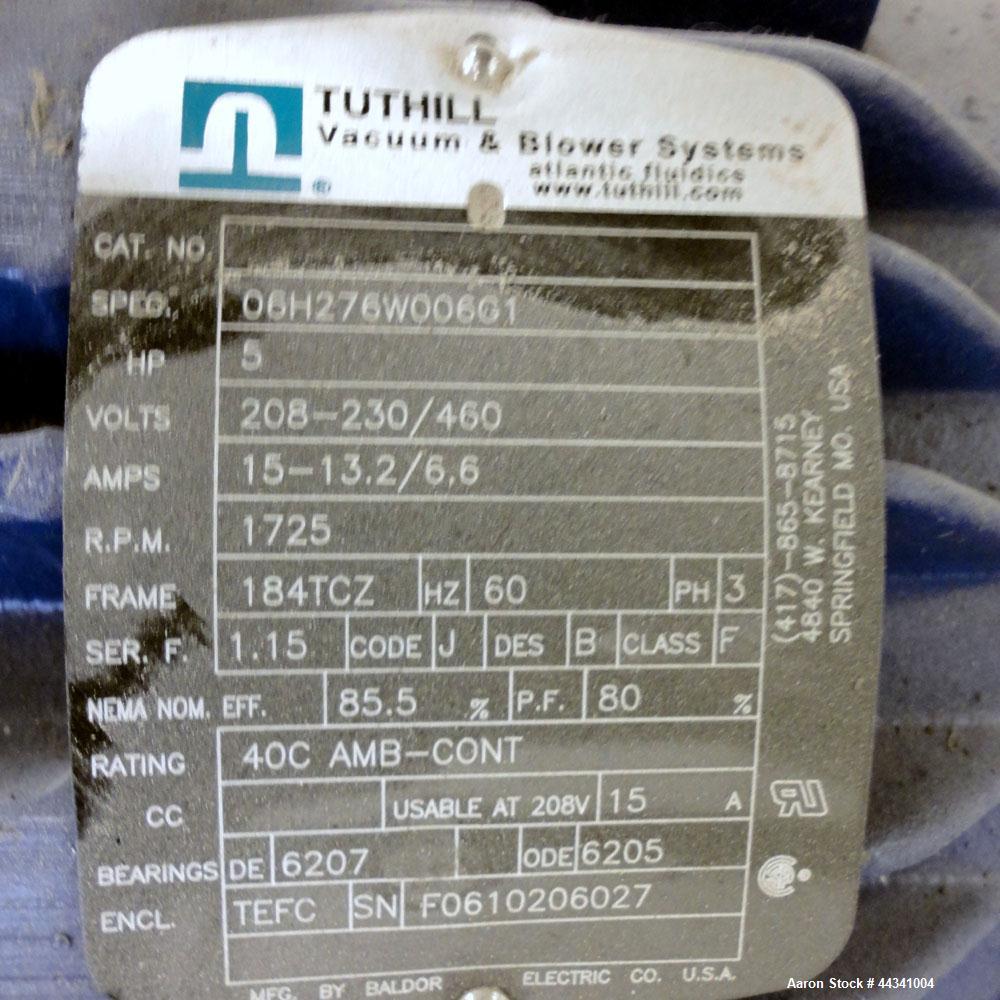 TUTHILL
Vacuum & Blower Systems
atlantic fluidics
www.tuthill.com
®
CAT. NO.
SPEC. 06H276W006G1
HP 5
VOLTS 208-230/460
AMPS 15-13.2/6.6
R.P.M. 1725
FRAME 184TCZ HZ 60 PH 3
SER. F. 1.15 CODE J DES B CLASS F
NEMA NOM. EFF. 85.5 % P.F. 80 %
RATING 40C AMB-CONT
CC USABLE AT 208V 15 A
BEARINGS DE 6207 ODE 6205
ENCL. TEFC SN F0610206027
MFG. BY BALDOR ELECTRIC CO. U.S.A.
(417)-865-8715
4840 W. KEARNEY
SPRINGFIELD MO. USA
Aaron Stock # 44341004